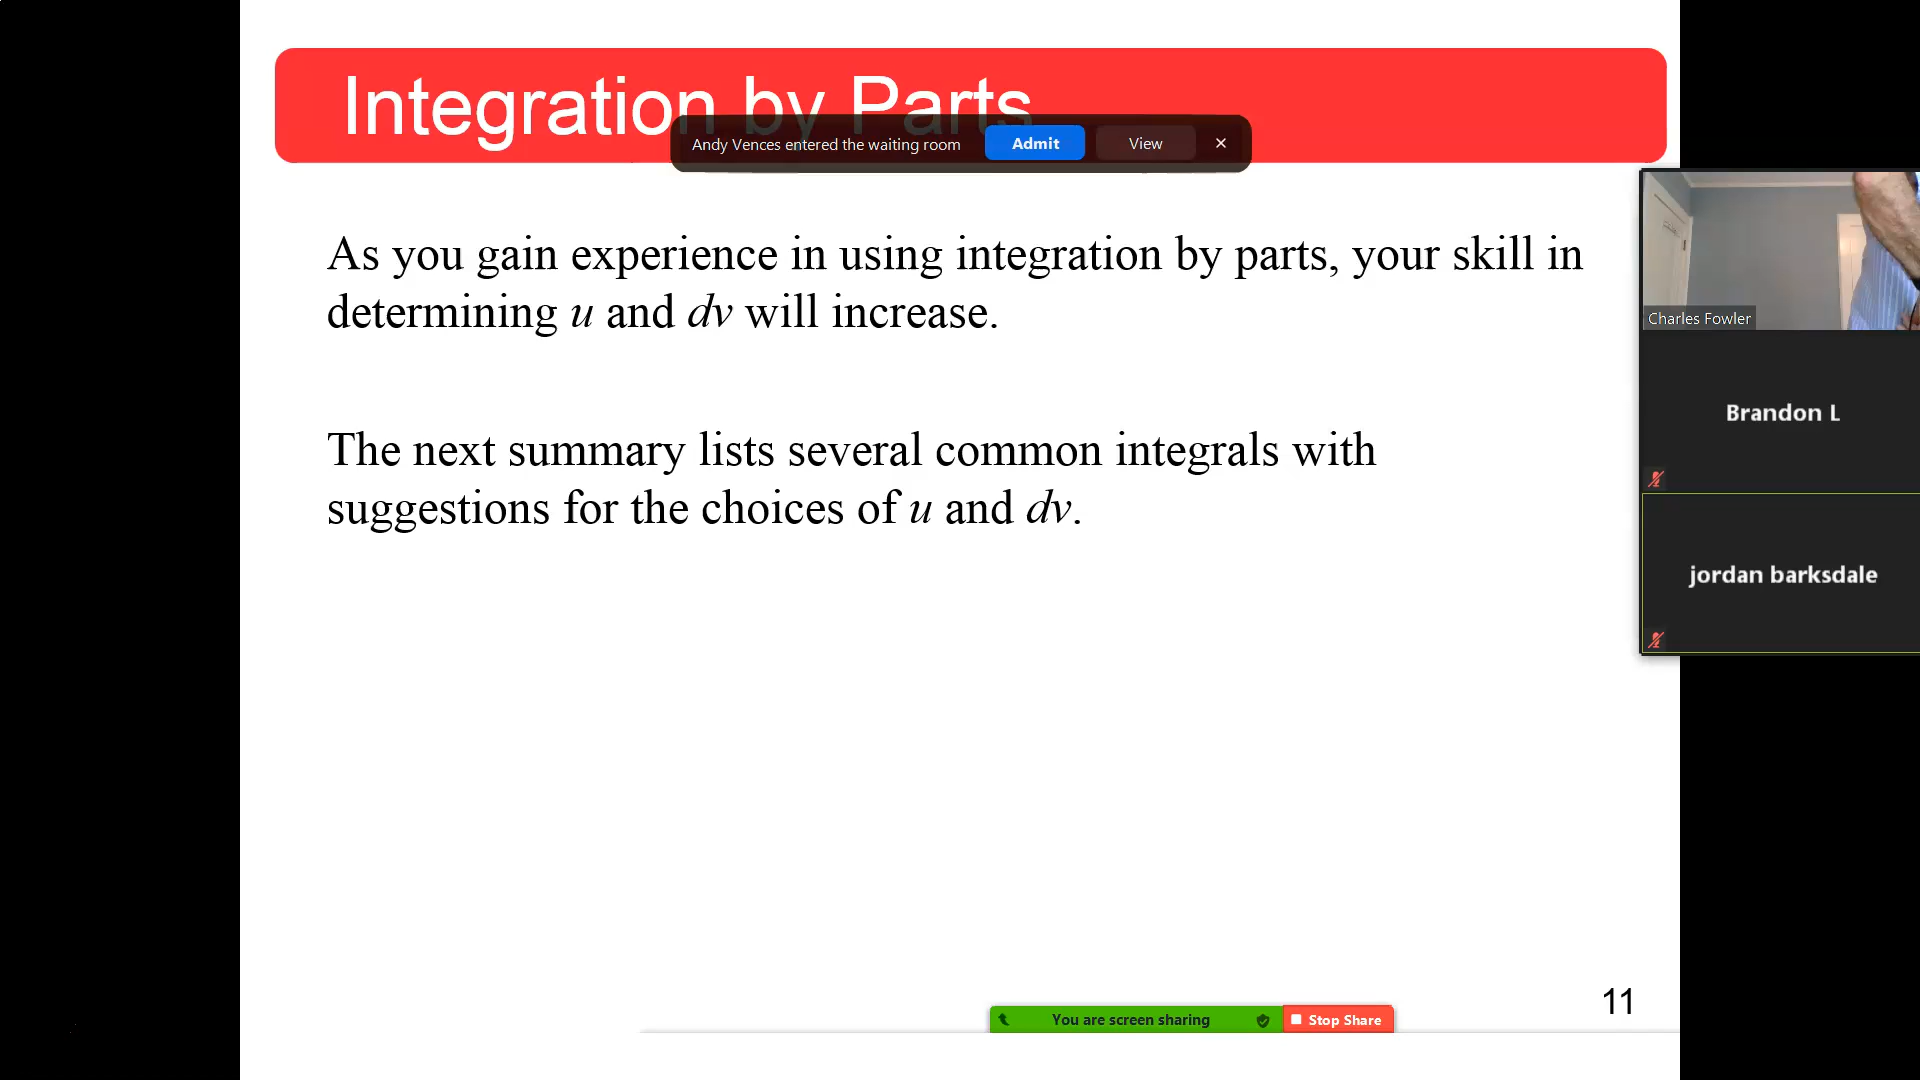 Integration by Parts
Andy Vences entered the waiting room
Admit
View
As you gain experience in using integration by parts, your skill in
determining u and dv will increase.
The next summary lists several common integrals with
suggestions for the choices of u and dv.
Charles Fowler
Brandon L
jordan barksdale
11
You are screen sharing
Stop Share